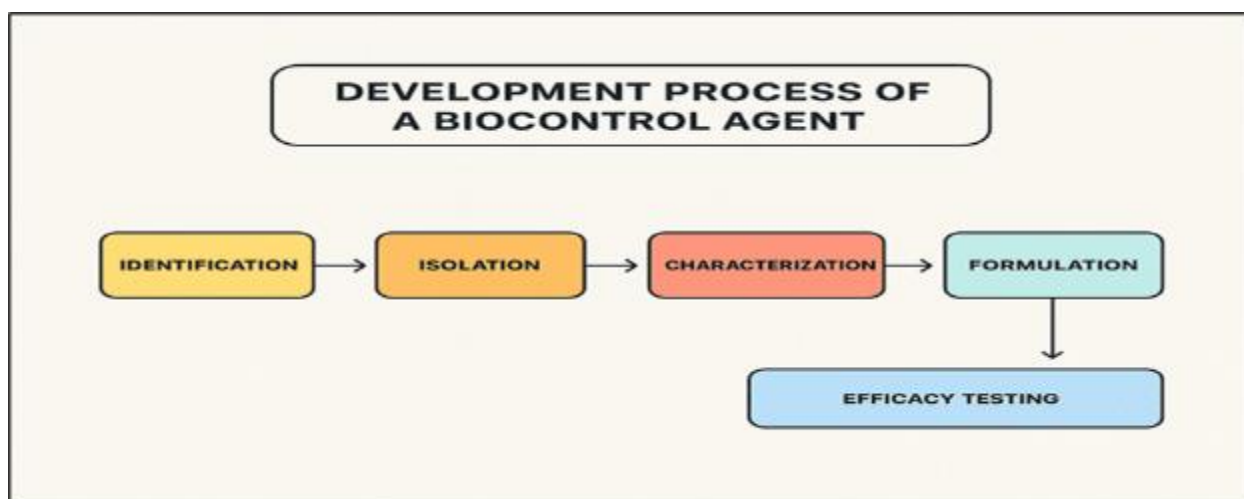 DEVELOPMENT PROCESS OF
A BIOCONTROL AGENT
IDENTIFICATION
ISOLATION
CHARACTERIZATION
FORMULATION
EFFICACY TESTING